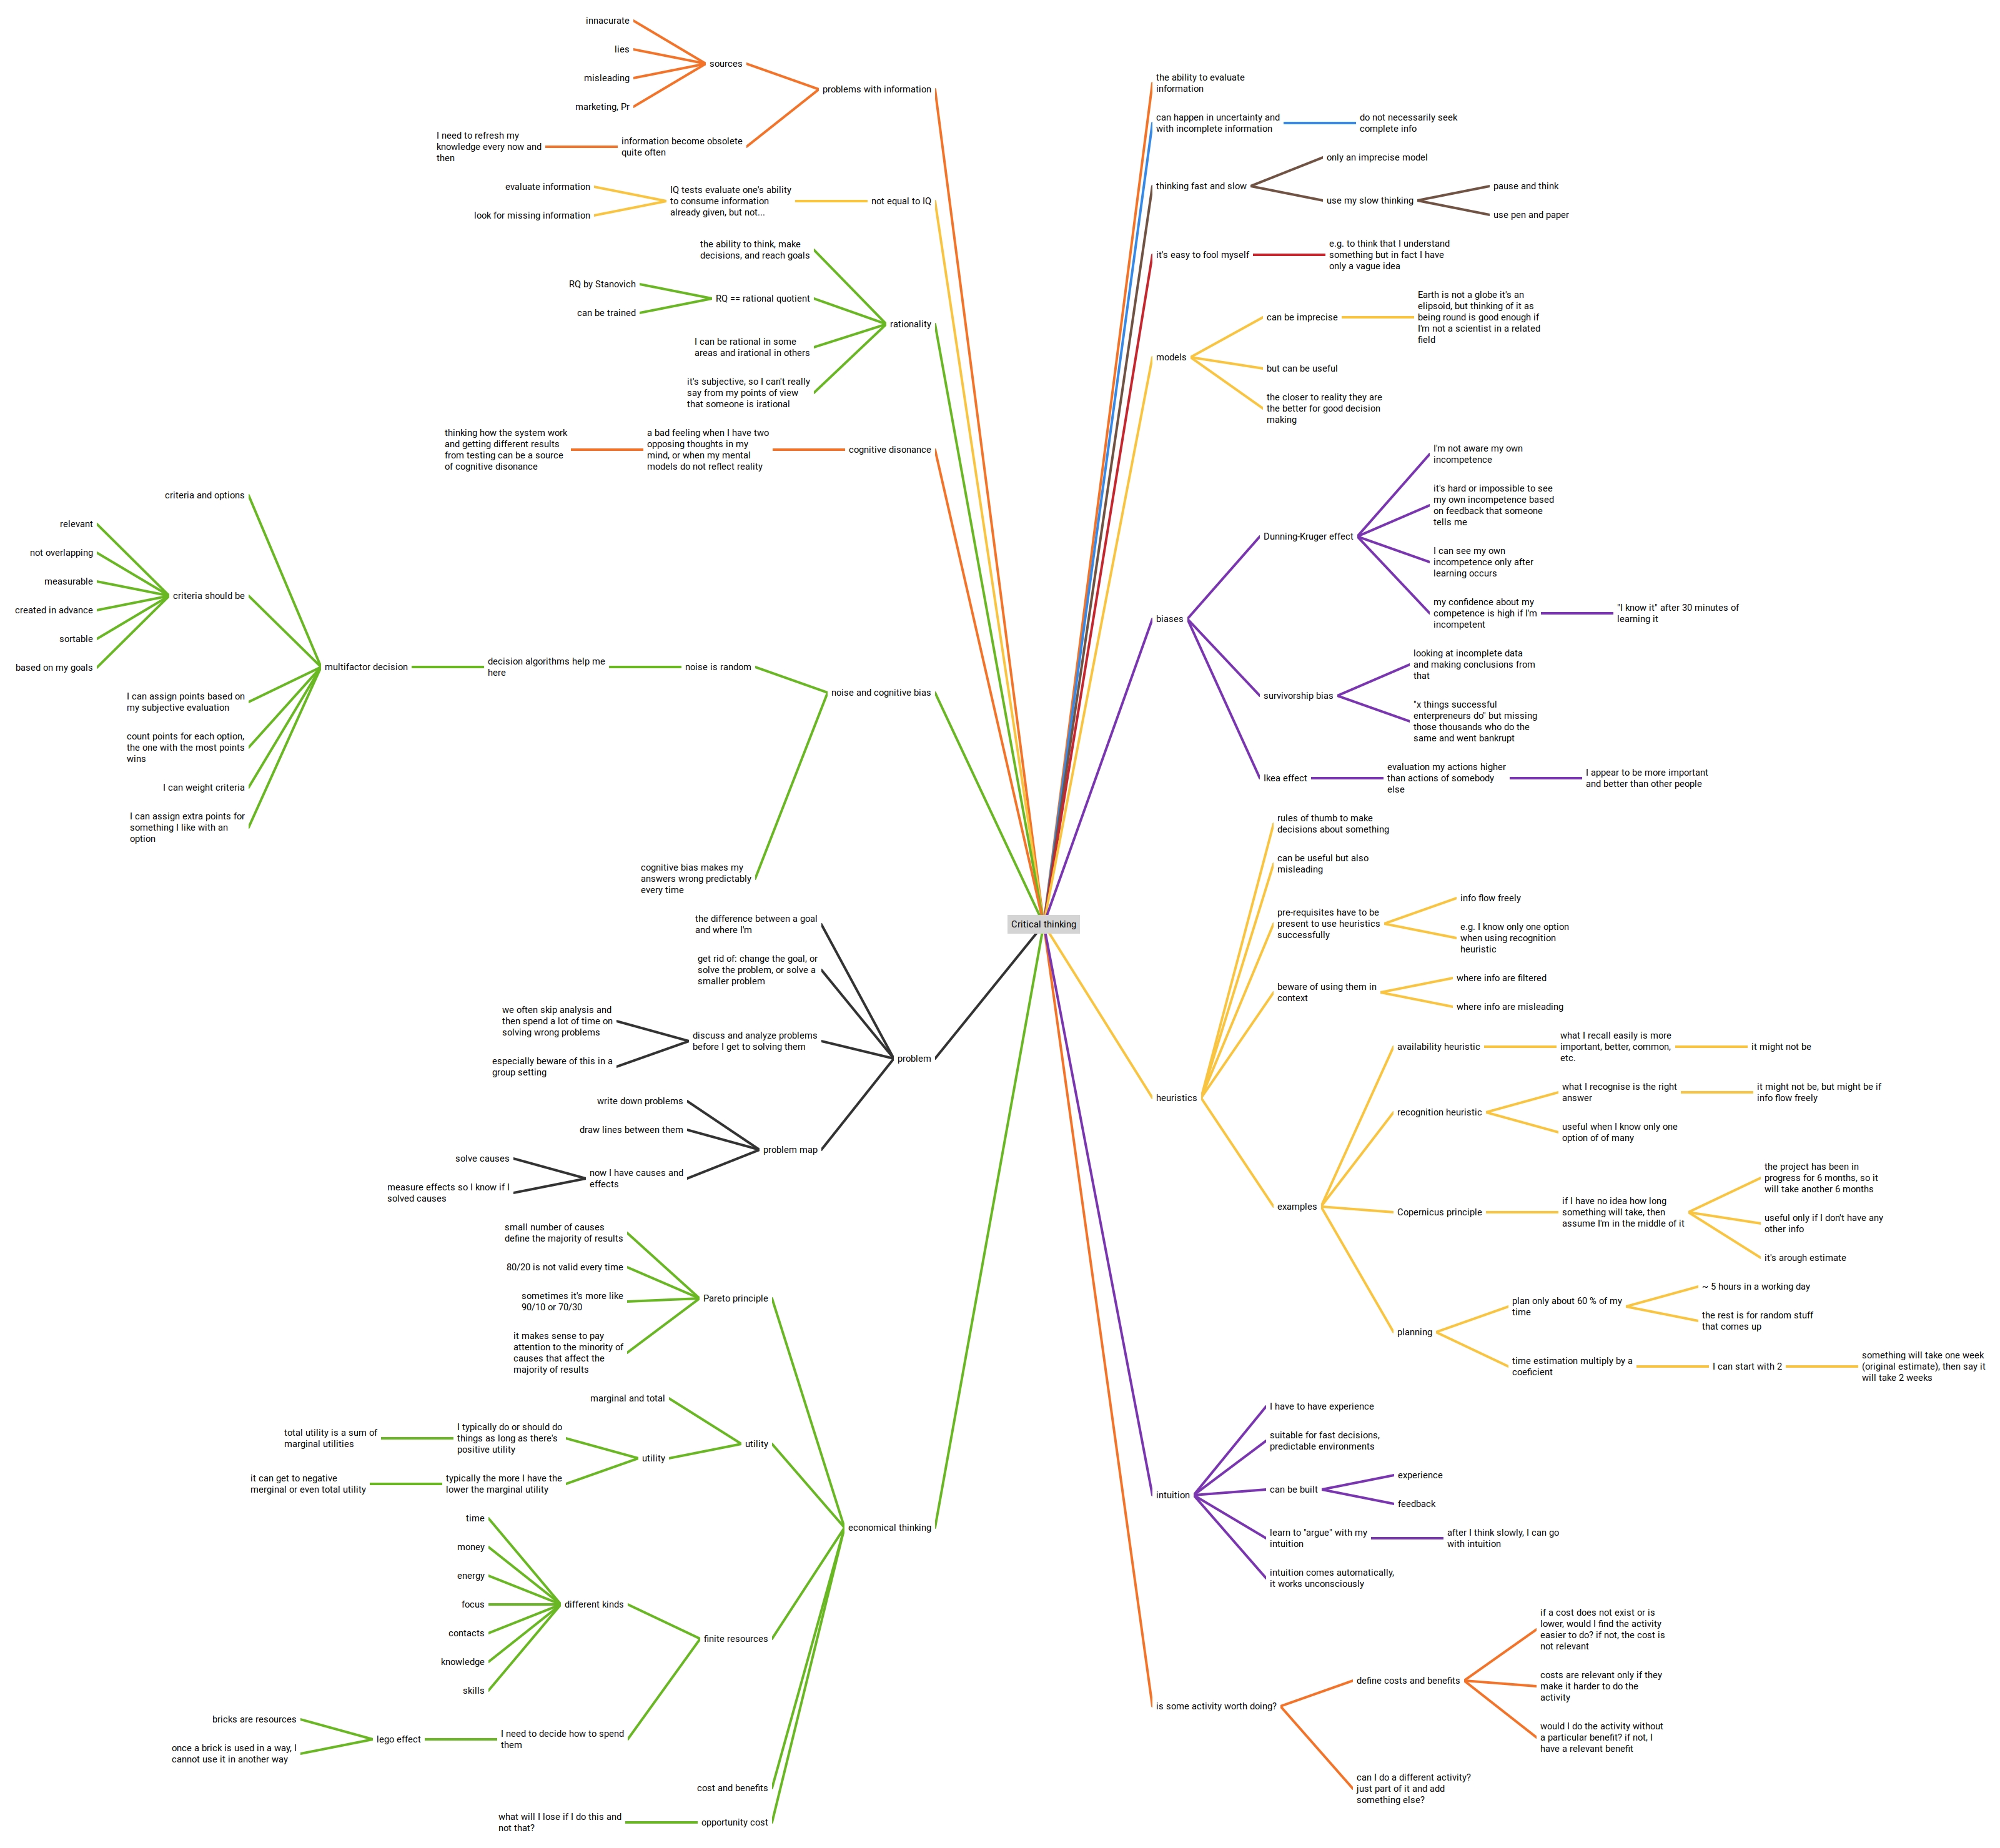 Critical thinking
the ability to evaluate
information
can happen in uncertainty and
with incomplete information
do not necessarily seek
complete info
thinking fast and slow
only an imprecise model
use my slow thinking
pause and think
use pen and paper
it's easy to fool myself
e.g. to think that I understand
something but in fact I have
only a vague idea
models
can be imprecise
Earth is not a globe it's an
elipsoid, but thinking of it as
being round is good enough if
I'm not a scientist in a related
field
but can be useful
the closer to reality they are
the better for good decision
making
biases
Dunning-Kruger effect
I'm not aware my own
incompetence
it's hard or impossible to see
my own incompetence based
on feedback that someone
tells me
I can see my own
incompetence only after
learning occurs
my confidence about my
competence is high if I'm
incompetent
"I know it" after 30 minutes of
learning it
survivorship bias
looking at incomplete data
and making conclusions from
that
"x things successful
enterpreneurs do" but missing
those thousands who do the
same and went bankrupt
Ikea effect
evaluation my actions higher
than actions of somebody
else
I appear to be more important
and better than other people
heuristics
rules of thumb to make
decisions about something
can be useful but also
misleading
pre-requisites have to be
present to use heuristics
successfully
info flow freely
e.g. I know only one option
when using recognition
heuristic
beware of using them in
context
where info are filtered
where info are misleading
examples
availability heuristic
what I recall easily is more
important, better, common,
etc.
it might not be
recognition heuristic
what I recognise is the right
answer
it might not be, but might be if
info flow freely
useful when I know only one
option of of many
Copernicus principle
if I have no idea how long
something will take, then
assume I'm in the middle of it
the project has been in
progress for 6 months, so it
will take another 6 months
useful only if I don't have any
other info
it's arough estimate
planning
plan only about 60 % of my
time
~ 5 hours in a working day
the rest is for random stuff
that comes up
time estimation multiply by a
coeficient
I can start with 2
something will take one week
(original estimate), then say it
will take 2 weeks
intuition
I have to have experience
suitable for fast decisions,
predictable environments
can be built
experience
feedback
learn to "argue" with my
intuition
after I think slowly, I can go
with intuition
intuition comes automatically,
it works unconsciously
is some activity worth doing?
define costs and benefits
if a cost does not exist or is
lower, would I find the activity
easier to do? if not, the cost is
not relevant
costs are relevant only if they
make it harder to do the
activity
would I do the activity without
a particular benefit? if not, I
have a relevant benefit
can I do a different activity?
just part of it and add
something else?
problems with information
sources
innacurate
lies
misleading
marketing, Pr
information become obsolete
quite often
I need to refresh my
knowledge every now and
then
not equal to IQ
IQ tests evaluate one's ability
to consume information
already given, but not...
evaluate information
look for missing information
rationality
the ability to think, make
decisions, and reach goals
RQ == rational quotient
RQ by Stanovich
can be trained
I can be rational in some
areas and irational in others
it's subjective, so I can't really
say from my points of view
that someone is irational
cognitive disonance
a bad feeling when I have two
opposing thoughts in my
mind, or when my mental
models do not reflect reality
thinking how the system work
and getting different results
from testing can be a source
of cognitive disonance
noise and cognitive bias
noise is random
decision algorithms help me
here
multifactor decision
criteria and options
criteria should be
relevant
not overlapping
measurable
created in advance
sortable
based on my goals
I can assign points based on
my subjective evaluation
count points for each option,
the one with the most points
wins
I can weight criteria
I can assign extra points for
something I like with an
option
cognitive bias makes my
answers wrong predictably
every time
problem
the difference between a goal
and where I'm
get rid of: change the goal, or
solve the problem, or solve a
smaller problem
discuss and analyze problems
before I get to solving them
we often skip analysis and
then spend a lot of time on
solving wrong problems
especially beware of this in a
group setting
problem map
write down problems
draw lines between them
now I have causes and
effects
solve causes
measure effects so I know if I
solved causes
economical thinking
Pareto principle
small number of causes
define the majority of results
80/20 is not valid every time
sometimes it's more like
90/10 or 70/30
it makes sense to pay
attention to the minority of
causes that affect the
majority of results
utility
marginal and total
utility
I typically do or should do
things as long as there's
positive utility
total utility is a sum of
marginal utilities
typically the more I have the
lower the marginal utility
it can get to negative
merginal or even total utility
finite resources
different kinds
time
money
energy
focus
contacts
knowledge
skills
I need to decide how to spend
them
lego effect
bricks are resources
once a brick is used in a way, I
cannot use it in another way
cost and benefits
opportunity cost
what will I lose if I do this and
not that?